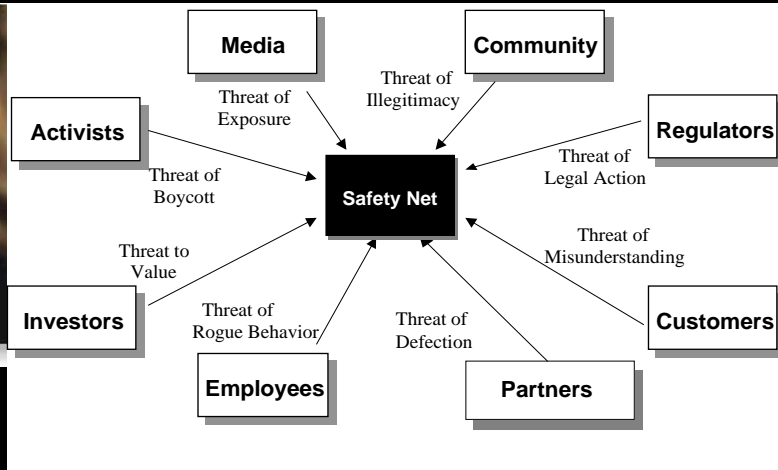 Media
Community
Threat of
Exposure
Threat of
Illegitimacy
Activists
Regulators
Threat of
Boycott
Threat of
Legal Action
Safety Net
Threat to
Value
Threat of
Misunderstanding
Investors
Customers
Threat of
Rogue Behavior
Threat of
Defection
Employees
Partners